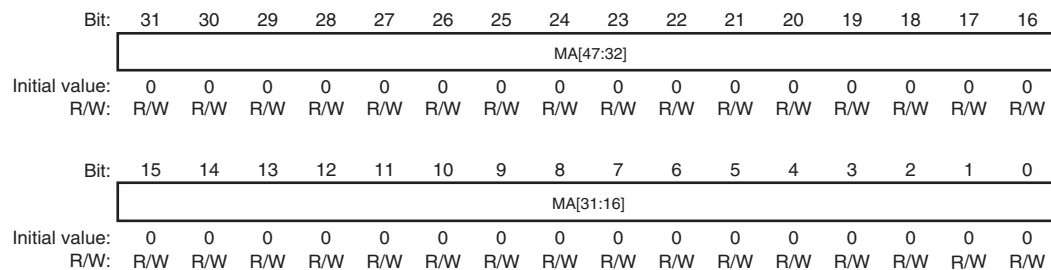 Bit: 31 30 29 28 27 26 25 24 23 22 21 20 19 18 17 16
MA[47:32]
Initial value: 0 0 0 0 0 0 0 0 0 0 0 0 0 0 0 0
R/W: R/W R/W R/W R/W R/W R/W R/W R/W R/W R/W R/W R/W R/W R/W R/W R/W
Bit: 15 14 13 12 11 10 9 8 7 6 5 4 3 2 1 0
MA[31:16]
Initial value: 0 0 0 0 0 0 0 0 0 0 0 0 0 0 0 0
R/W: R/W R/W R/W R/W R/W R/W R/W R/W R/W R/W R/W R/W R/W R/W R/W R/W